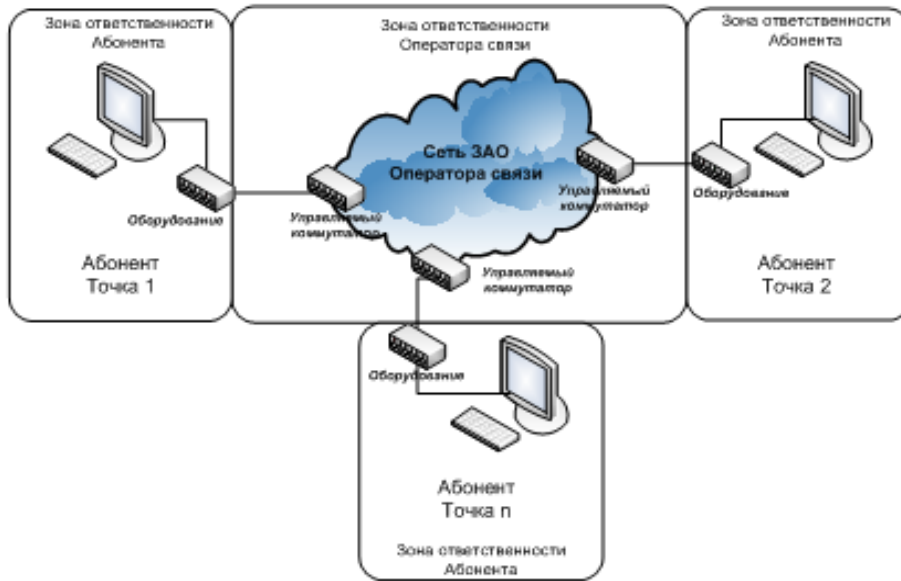 Зона ответственности
Абонента
Оборудование
Абонент
Точка 1
Зона ответственности
Оператора связи
Сеть ЗАО
Оператора связи
Управляемый
коммутатор
Управляемый
коммутатор
Управляемый
коммутатор
Зона ответственности
Абонента
Оборудование
Абонент
Точка 2
Оборудование
Абонент
Точка n
Зона ответственности
Абонента